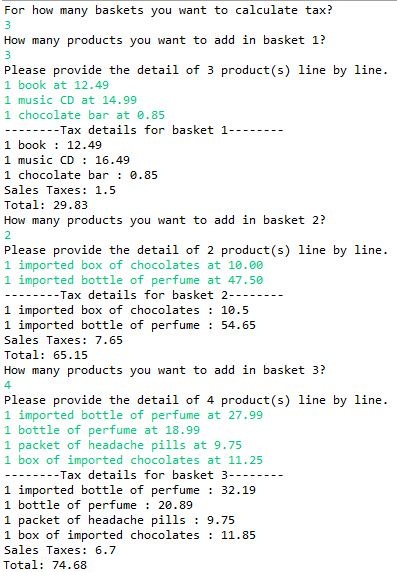 For how many baskets you want to calculate tax?
3
How many products you want to add in basket 1?
3
Please provide the detail of 3 product(s) line by line.
1 book at 12.49
1 music CD at 14.99
1 chocolate bar at 0.85
--------Tax details for basket 1--------
1 book : 12.49
1 music CD : 16.49
1 chocolate bar : 0.85
Sales Taxes: 1.5
Total: 29.83
How many products you want to add in basket 2?
2
Please provide the detail of 2 product(s) line by line.
1 imported box of chocolates at 10.00
1 imported bottle of perfume at 47.50
--------Tax details for basket 2--------
1 imported box of chocolates : 10.5
1 imported bottle of perfume : 54.65
Sales Taxes: 7.65
Total: 65.15
How many products you want to add in basket 3?
4
Please provide the detail of 4 product(s) line by line.
1 imported bottle of perfume at 27.99
1 bottle of perfume at 18.99
1 packet of headache pills at 9.75
1 box of imported chocolates at 11.25
--------Tax details for basket 3--------
1 imported bottle of perfume : 32.19
1 bottle of perfume : 20.89
1 packet of headache pills : 9.75
1 box of imported chocolates : 11.85
Sales Taxes: 6.7
Total: 74.68